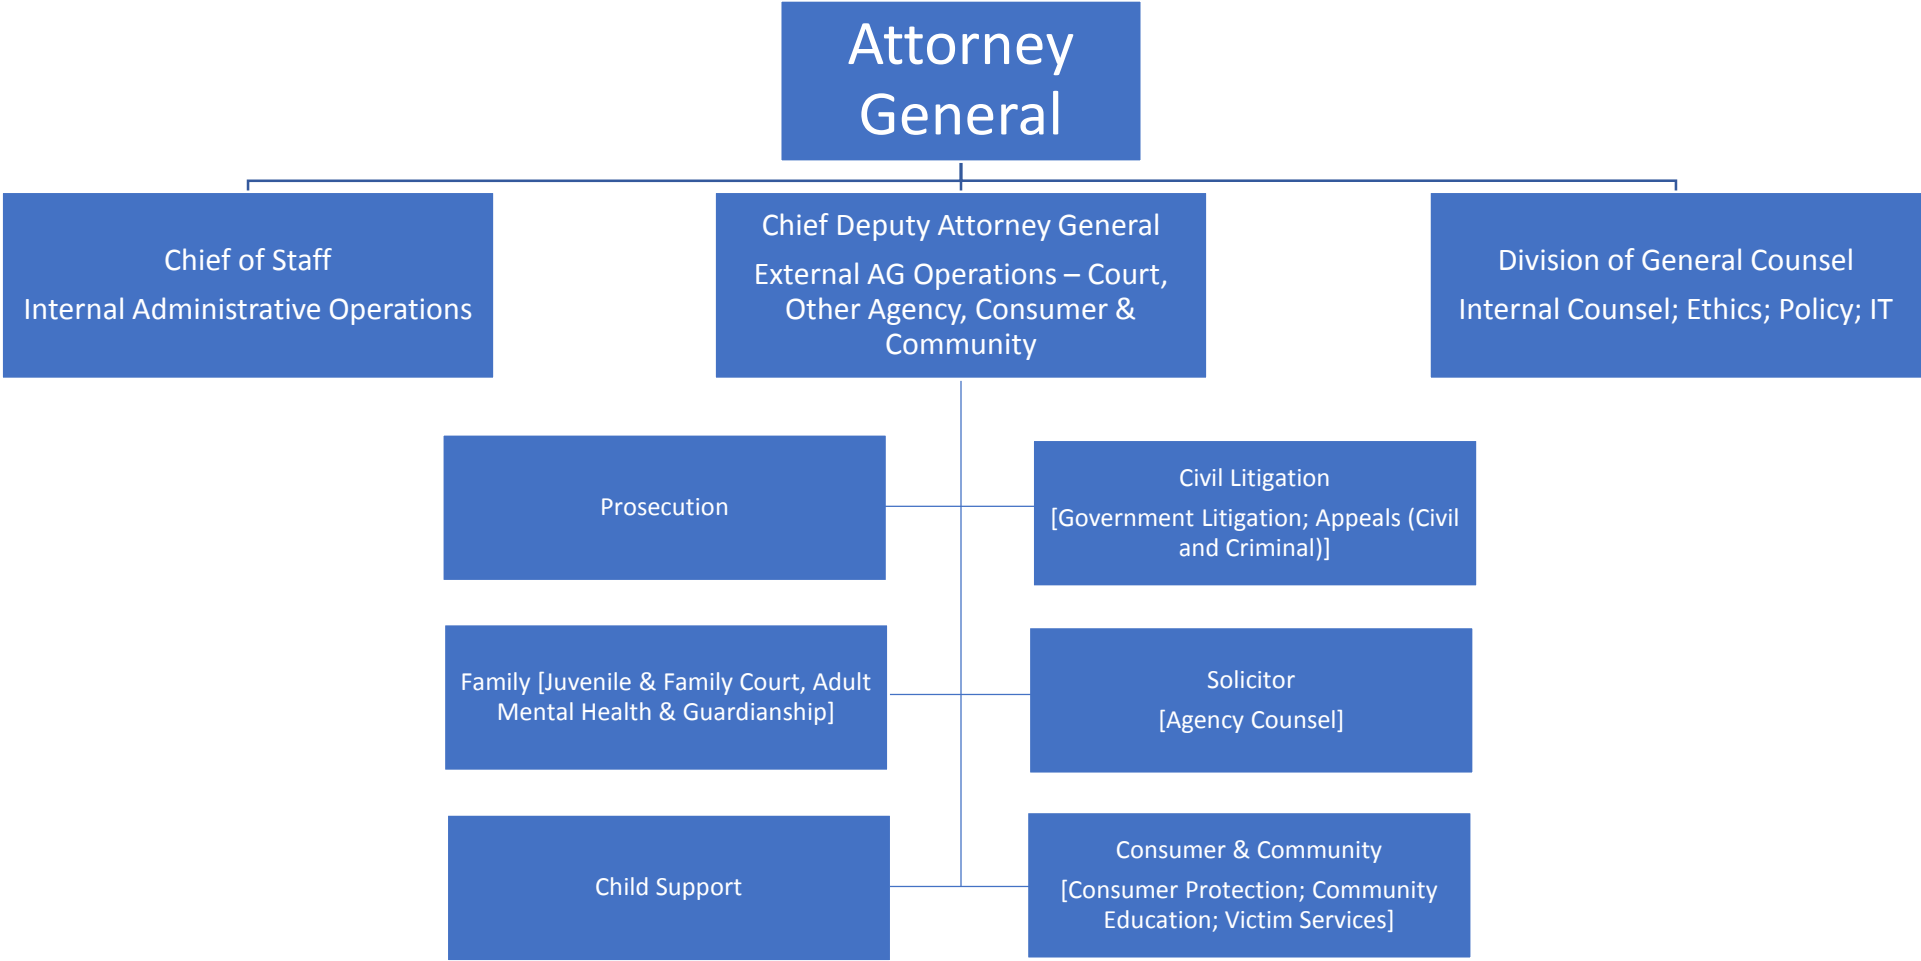 Attorney
General
Chief of Staff
Internal Administrative Operations
Chief Deputy Attorney General
External AG Operations – Court,
Other Agency, Consumer &
Community
Division of General Counsel
Internal Counsel; Ethics; Policy; IT
Prosecution
Civil Litigation
[Government Litigation; Appeals (Civil
and Criminal)]
Family [Juvenile & Family Court, Adult
Mental Health & Guardianship]
Solicitor
[Agency Counsel]
Child Support
Consumer & Community
[Consumer Protection; Community
Education; Victim Services]